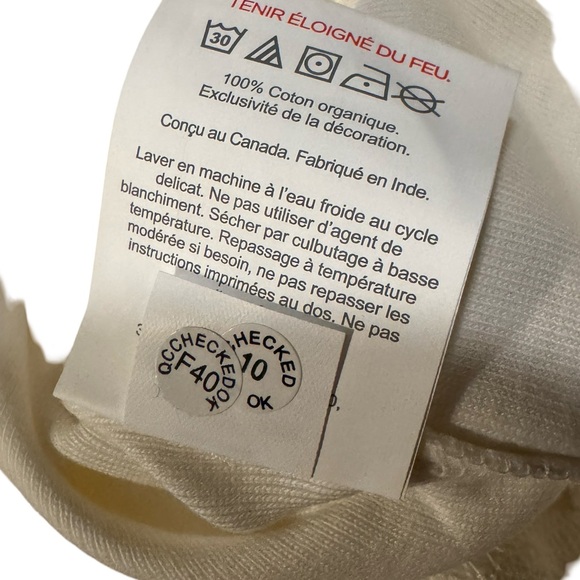 TENIR ÉLOIGNÉ DU FEU.
30
100% Coton organique.
Exclusivité de la décoration.
Conçu au Canada. Fabriqué en Inde.
Laver en machine à l'eau froide au cycle
delicat. Ne pas utiliser d'agent de
blanchiment. Sécher par culbutage à basse
température. Repassage à température
modérée si besoin, ne pas repasser les
instructions imprimées au dos. Ne pas
QCCHECKED OK
F40
CHECKED
10
OK